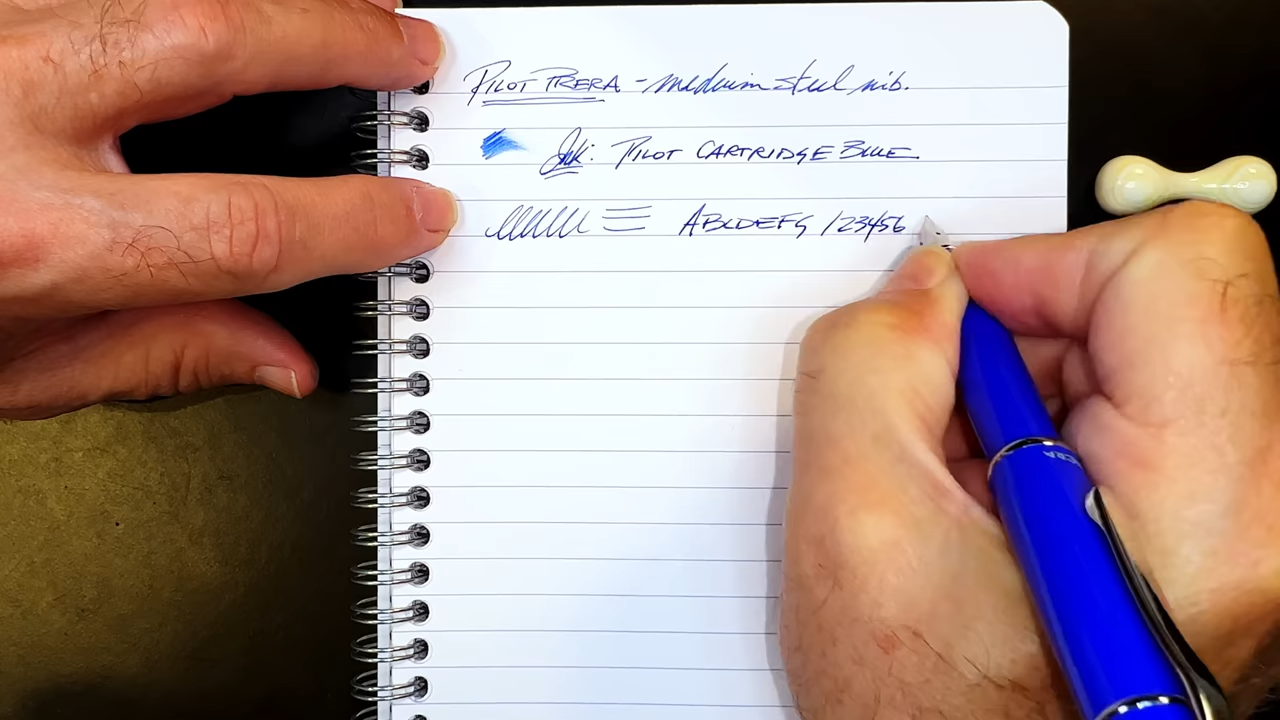 PILOT PRERA - medium steel nib.
Ink: PILOT CARTRIDGE BLUE
ABCDEFG 123456